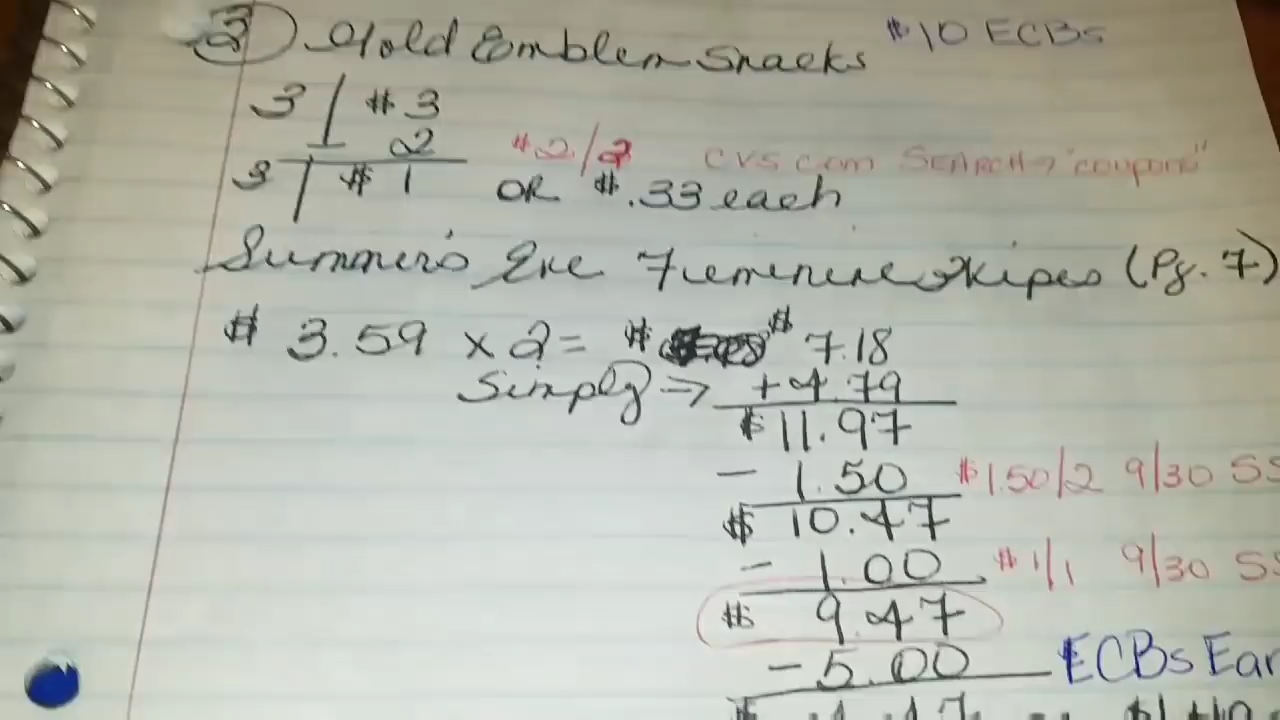 ② Gold Emblem Snacks $10 ECBs
3 / $3
2
3 / $1 $2/2 CVS.com SEARCH → "coupons"
OR $.33 each
Summer's Eve Femenene Wipes (Pg. 7)
$ 3.59 x 2 = $ $ 7.18
Simply ⇒ + 4.79
$ 11.97
- 1.50 $1.50/2 9/30 SS
$ 10.47
- 1.00 $1/1 9/30 SS
$ 9.47
- 5.00 ECBs Ear